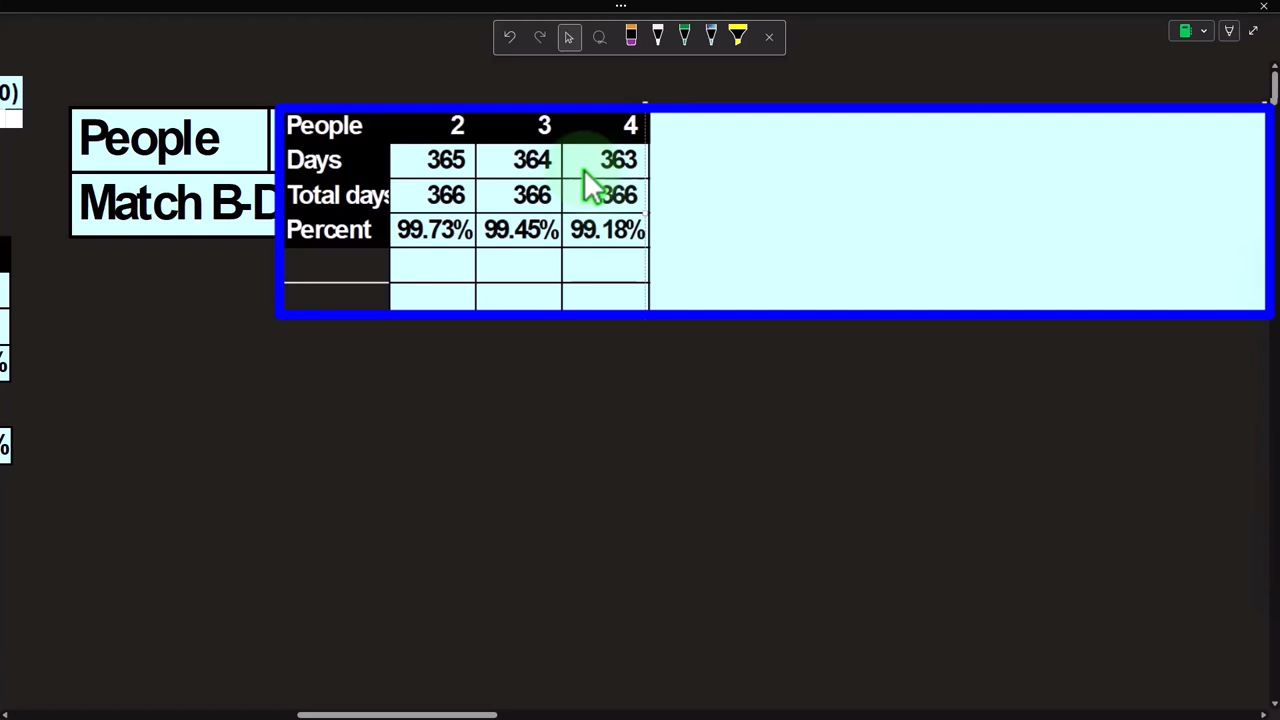 0)
People
Match B-D
People 2 3 4
Days 365 364 363
Total days 366 366 366
Percent 99.73% 99.45% 99.18%
%
%